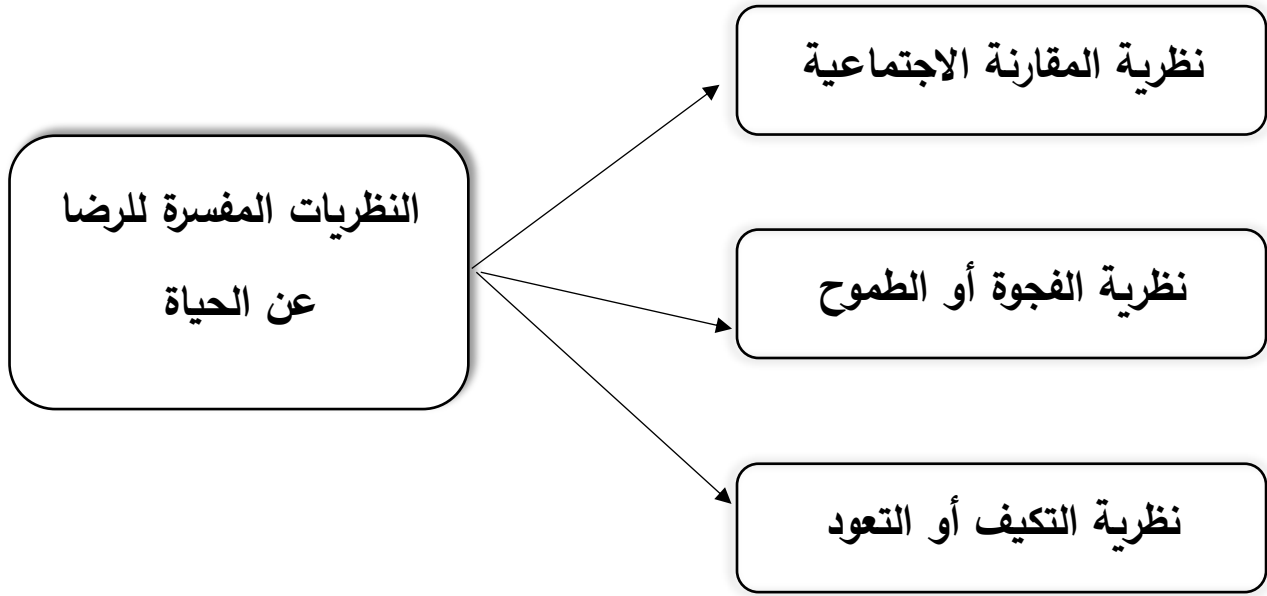 النظريات المفسرة للرضا
عن الحياة
نظرية المقارنة الاجتماعية
نظرية الفجوة أو الطموح
نظرية التكيف أو التعود